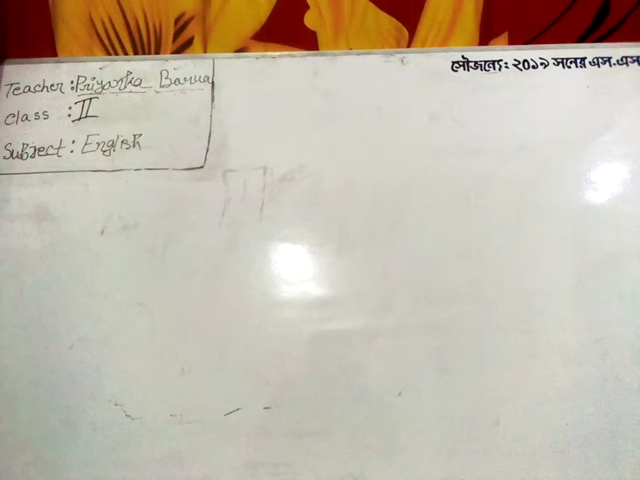 Teacher : Priyanka Barua
Class : II
Subject : English
সৌজন্যে : ২০১৯ সনের এস.এস